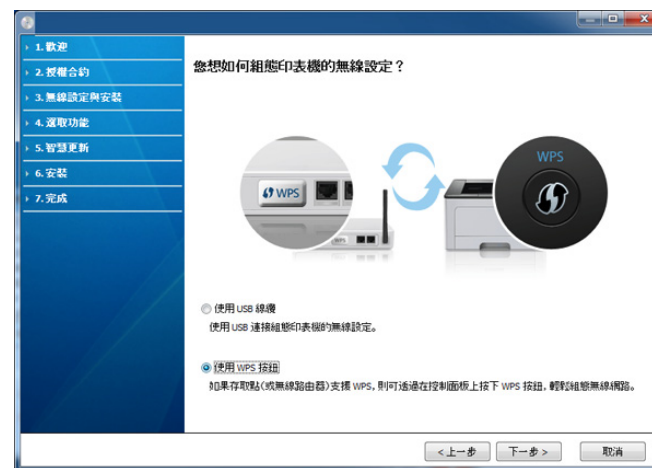 1. 歡迎
2. 授權合約
3. 無線設定與安裝
4. 選取功能
5. 智慧更新
6. 安裝
7. 完成
您想如何組態印表機的無線設定？
WPS
WPS
WPS
使用 USB 線纜
使用 USB 連接組態印表機的無線設定。
使用 WPS 按鈕
如果存取點(或無線路由器)支援 WPS, 則可透過在控制面板上按下 WPS 按鈕, 輕鬆組態無線網路。
< 上一步
下一步 >
取消